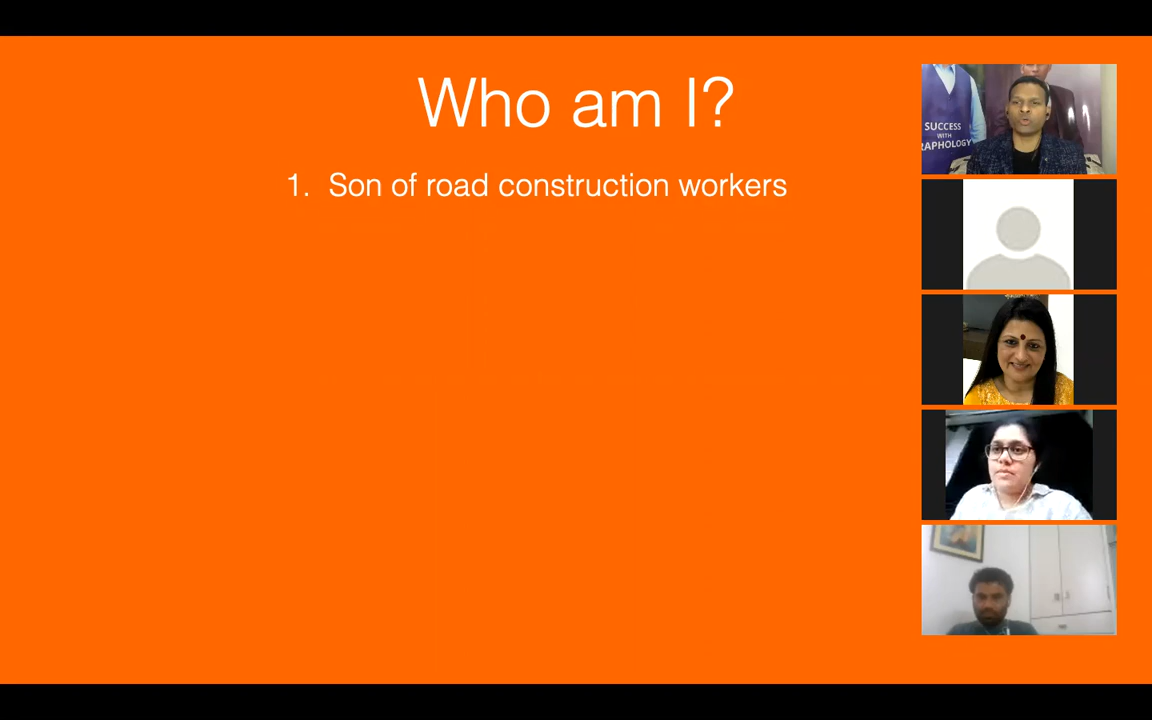 Who am I?
1. Son of road construction workers
SUCCESS
WITH
RAPHOLOGY